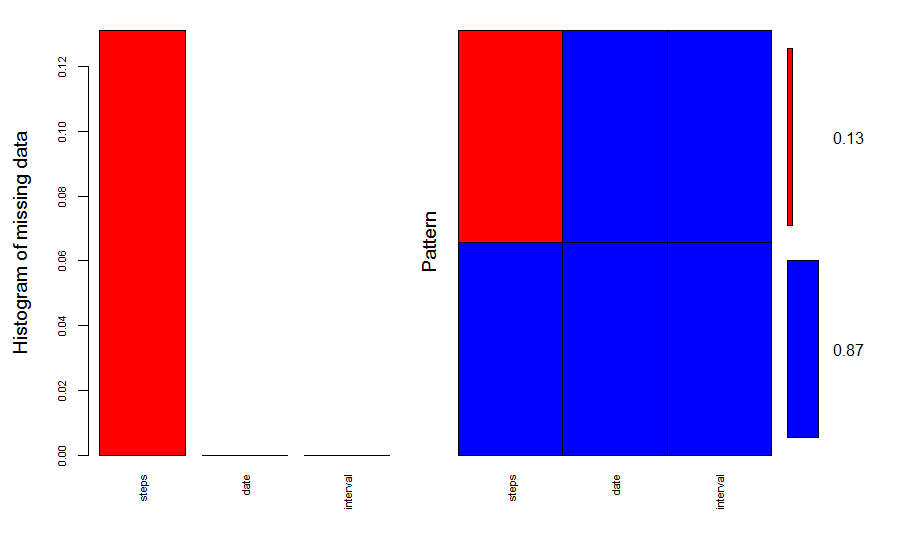 Histogram of missing data
0.12
0.10
0.08
0.06
0.04
0.02
0.00
steps
date
interval
Pattern
steps
date
interval
0.13
0.87